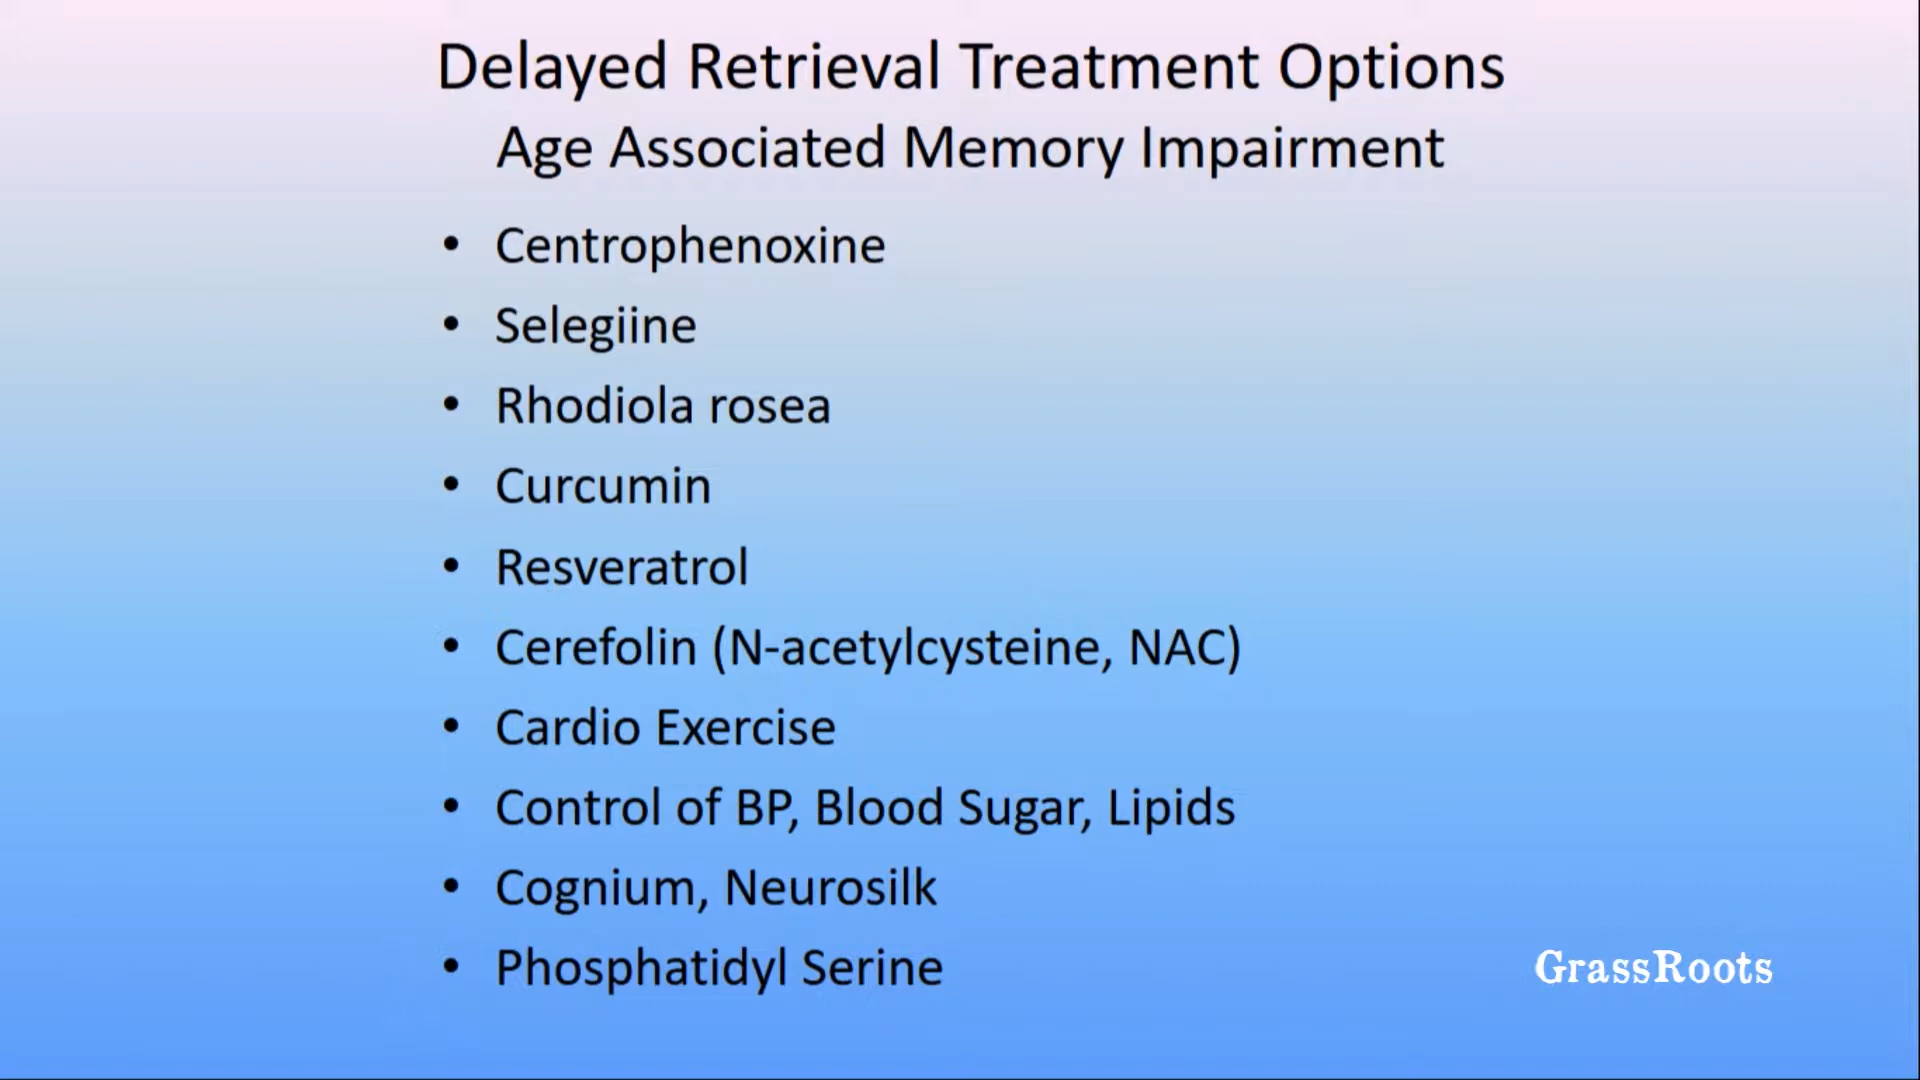 Delayed Retrieval Treatment Options
Age Associated Memory Impairment
• Centrophenoxine
• Selegiine
• Rhodiola rosea
• Curcumin
• Resveratrol
• Cerefolin (N-acetylcysteine, NAC)
• Cardio Exercise
• Control of BP, Blood Sugar, Lipids
• Cognium, Neurosilk
• Phosphatidyl Serine
GrassRoots